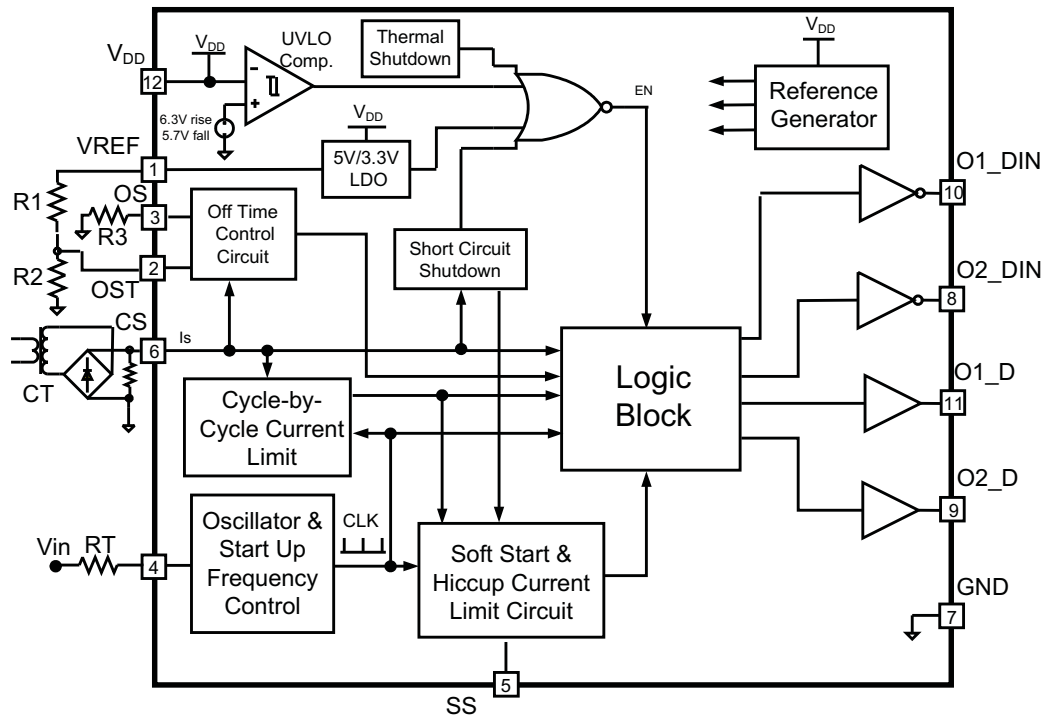 VDD
12
VDD
UVLO
Comp.
6.3V rise
5.7V fall
Thermal
Shutdown
EN
VDD
Reference
Generator
VREF
1
VDD
5V/3.3V
LDO
R1
OS
3
R3
R2
2
OST
Off Time
Control
Circuit
Short Circuit
Shutdown
O1_DIN
10
O2_DIN
8
O1_D
11
O2_D
9
CS
6
Is
CT
Cycle-by-
Cycle Current
Limit
Logic
Block
Vin
RT
4
Oscillator &
Start Up
Frequency
Control
CLK
Soft Start &
Hiccup Current
Limit Circuit
GND
7
5
SS